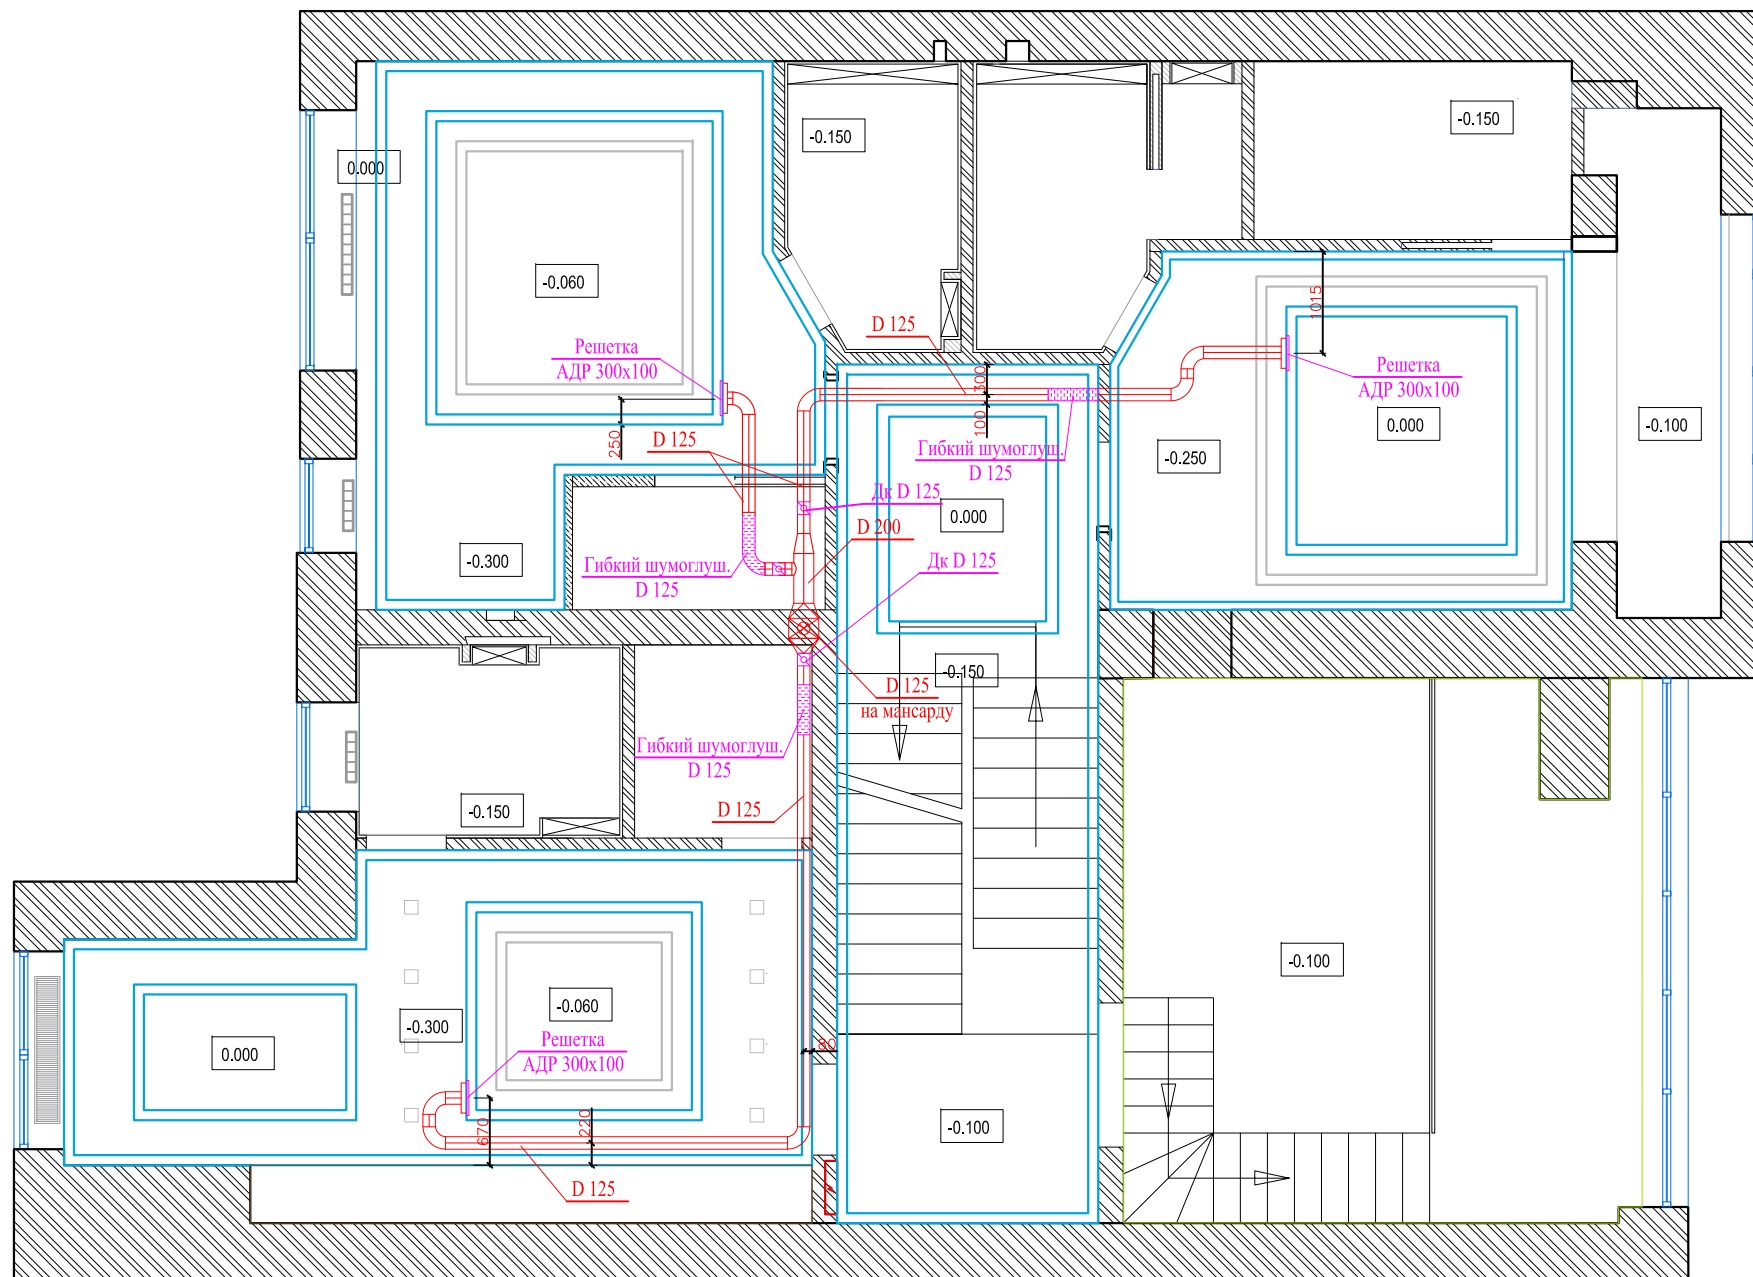 -0.150
-0.150
0.000
-0.060
1015
D 125
Решетка
АДР 300x100
Решетка
АДР 300x100
300
100
250
D 125
0.000
-0.100
Гибкий шумоглуш.
D 125
-0.250
Дк D 125
0.000
D 200
-0.300
Гибкий шумоглуш.
D 125
Дк D 125
-0.150
D 125
на мансарду
Гибкий шумоглуш.
D 125
-0.150
D 125
-0.100
-0.060
-0.300
0.000
Решетка
АДР 300x100
80
670
220
-0.100
D 125